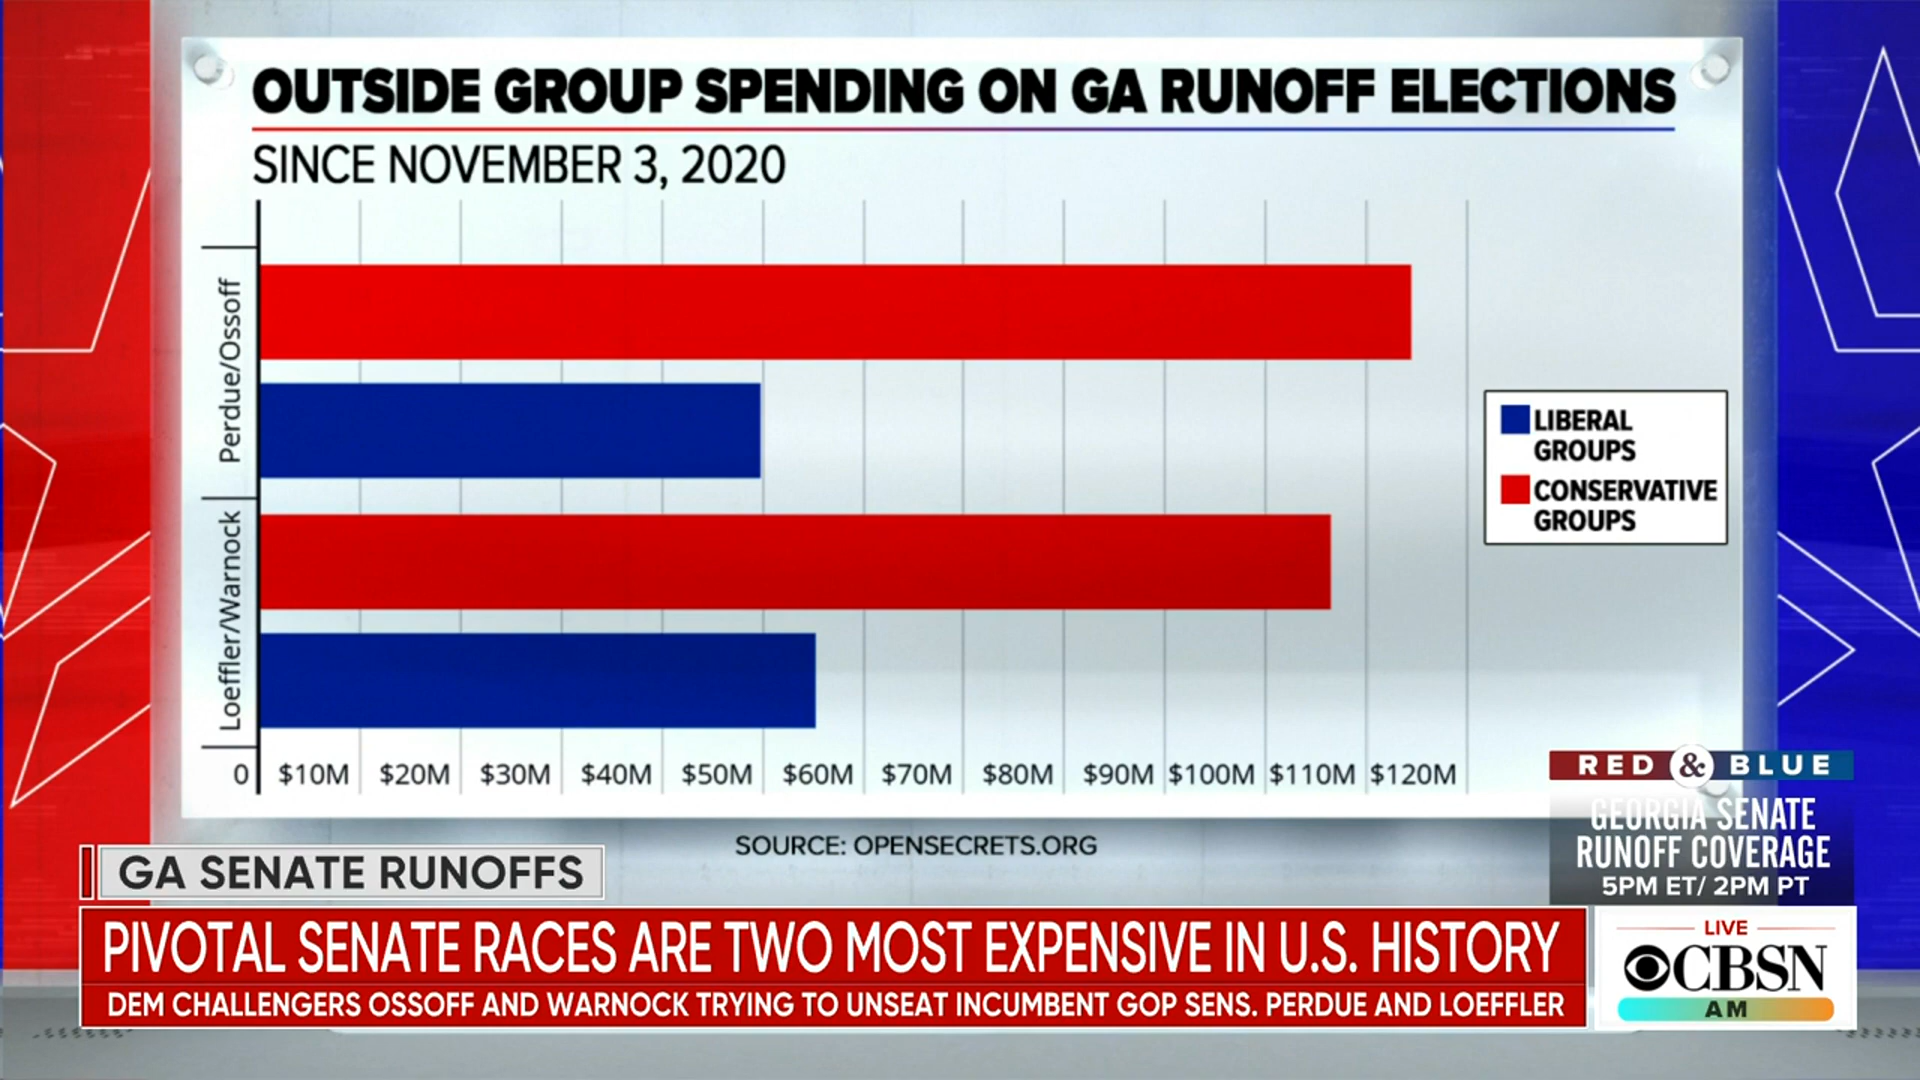 OUTSIDE GROUP SPENDING ON GA RUNOFF ELECTIONS
SINCE NOVEMBER 3, 2020
Perdue/Ossoff
Loeffler/Warnock
LIBERAL
GROUPS
CONSERVATIVE
GROUPS
0 $10M $20M $30M $40M $50M $60M $70M $80M $90M $100M $110M $120M
SOURCE: OPENSECRETS.ORG
RED & BLUE
GEORGIA SENATE
RUNOFF COVERAGE
5PM ET/ 2PM PT
GA SENATE RUNOFFS
PIVOTAL SENATE RACES ARE TWO MOST EXPENSIVE IN U.S. HISTORY
DEM CHALLENGERS OSSOFF AND WARNOCK TRYING TO UNSEAT INCUMBENT GOP SENS. PERDUE AND LOEFFLER
LIVE
CBSN
AM